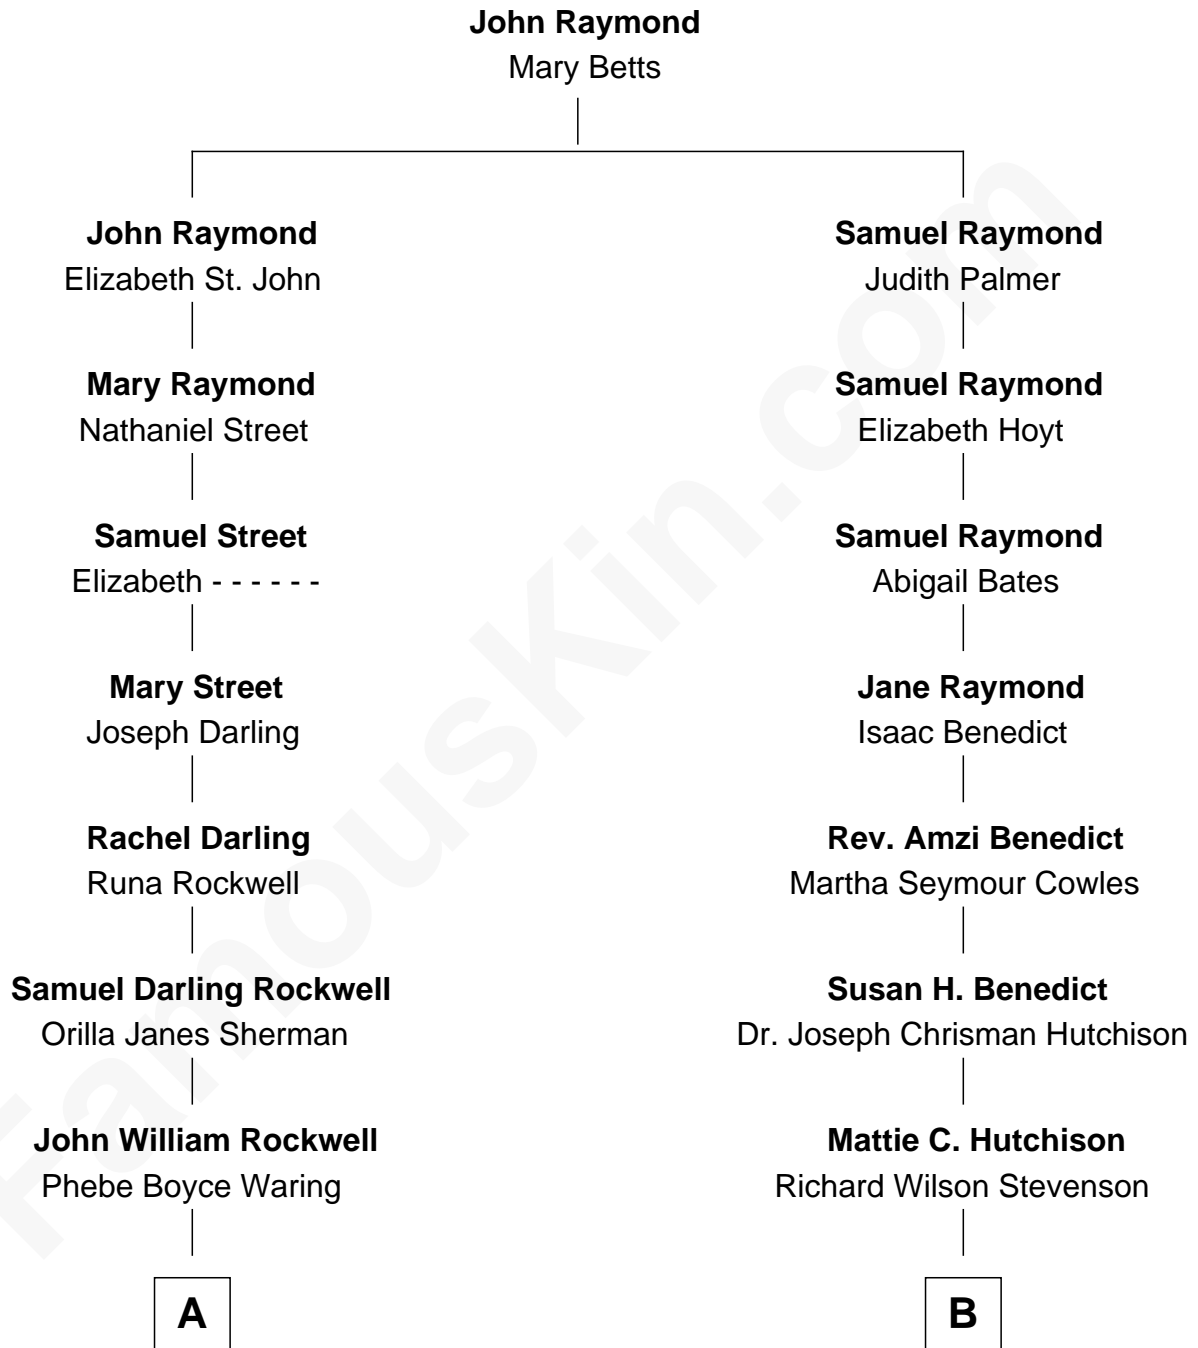 John Raymond
Mary Betts
John Raymond
Elizabeth St. John
Samuel Raymond
Judith Palmer
Mary Raymond
Nathaniel Street
Samuel Raymond
Elizabeth Hoyt
Samuel Street
Elizabeth - - - - - -
Samuel Raymond
Abigail Bates
Mary Street
Joseph Darling
Jane Raymond
Isaac Benedict
Rachel Darling
Runa Rockwell
Rev. Amzi Benedict
Martha Seymour Cowles
Samuel Darling Rockwell
Orilla Janes Sherman
Susan H. Benedict
Dr. Joseph Chrisman Hutchison
John William Rockwell
Phebe Boyce Waring
Mattie C. Hutchison
Richard Wilson Stevenson
A
B
FamousKin.com